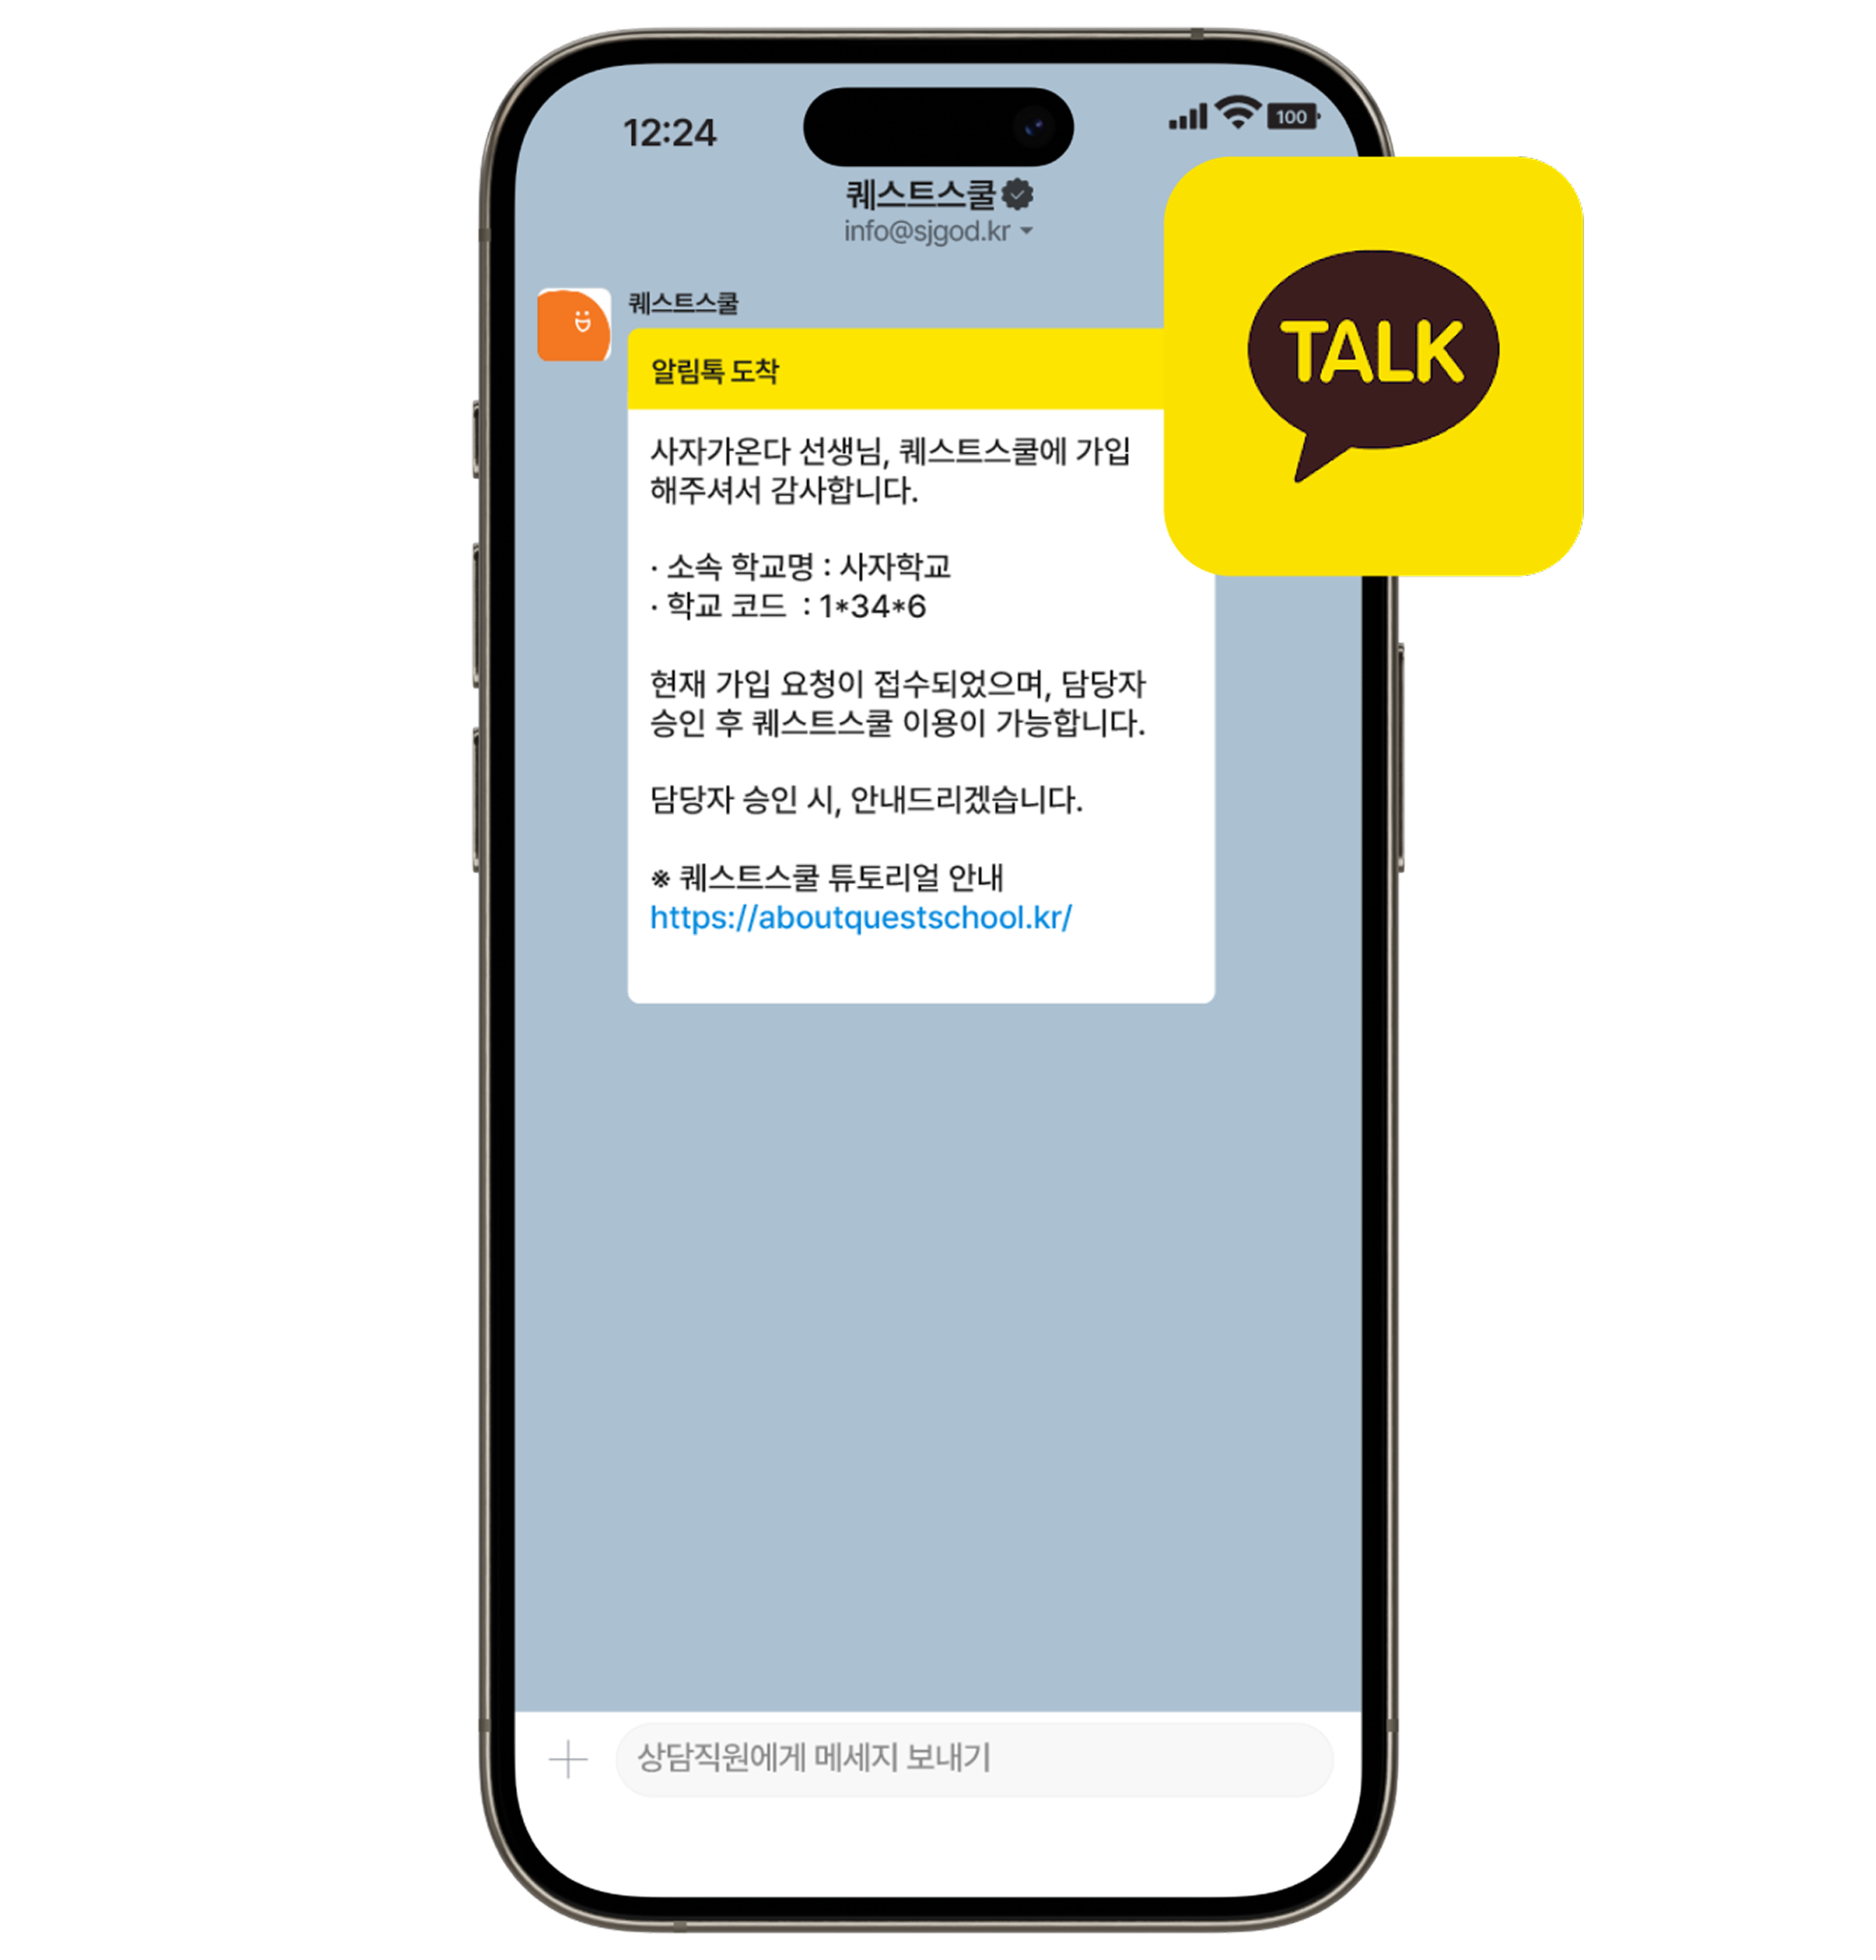 12:24
100
퀘스트스쿨
info@sjgod.kr
퀘스트스쿨
알림톡 도착
TALK
사자가온다 선생님, 퀘스트스쿨에 가입
해주셔서 감사합니다.
· 소속 학교명 : 사자학교
· 학교 코드 : 1*34*6
현재 가입 요청이 접수되었으며, 담당자
승인 후 퀘스트스쿨 이용이 가능합니다.
담당자 승인 시, 안내드리겠습니다.
※ 퀘스트스쿨 튜토리얼 안내
https://aboutquestschool.kr/
상담직원에게 메세지 보내기